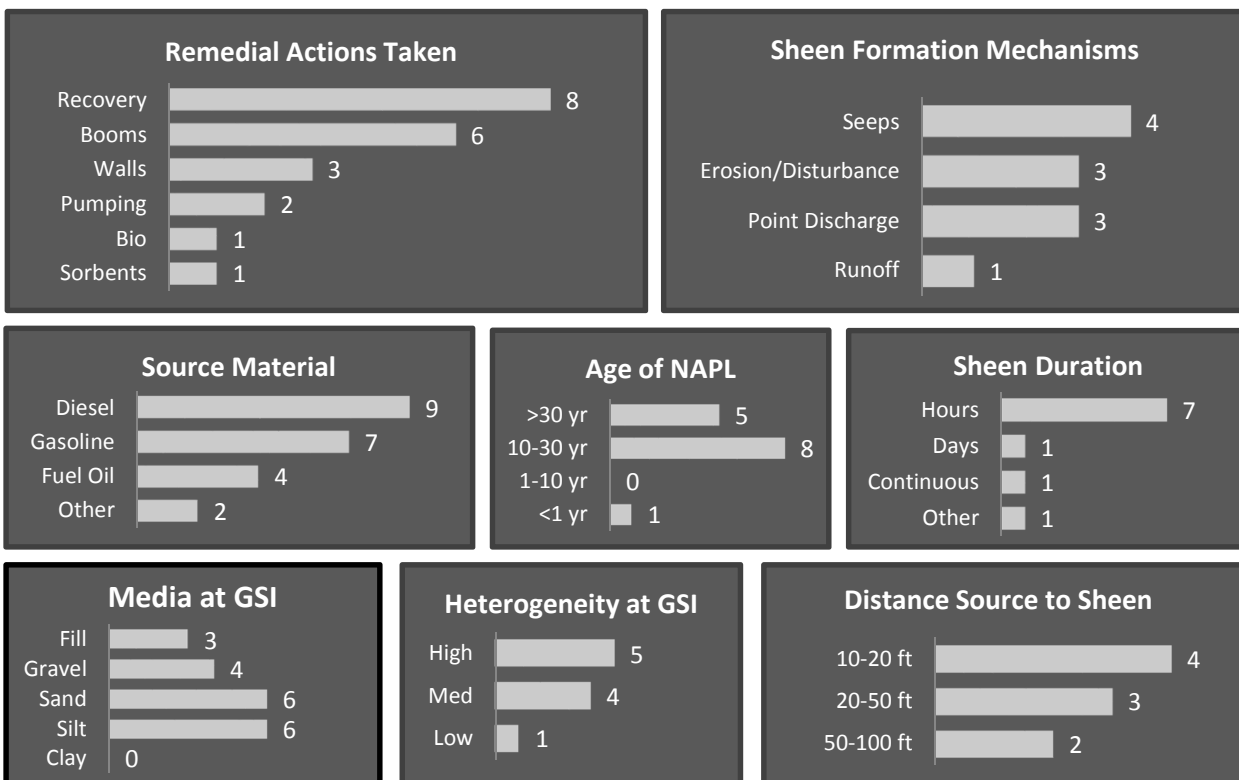 Remedial Actions Taken
Recovery 8
Booms 6
Walls 3
Pumping 2
Bio 1
Sorbents 1
Sheen Formation Mechanisms
Seeps 4
Erosion/Disturbance 3
Point Discharge 3
Runoff 1
Source Material
Diesel 9
Gasoline 7
Fuel Oil 4
Other 2
Age of NAPL
>30 yr 5
10-30 yr 8
1-10 yr 0
<1 yr 1
Sheen Duration
Hours 7
Days 1
Continuous 1
Other 1
Media at GSI
Fill 3
Gravel 4
Sand 6
Silt 6
Clay 0
Heterogeneity at GSI
High 5
Med 4
Low 1
Distance Source to Sheen
10-20 ft 4
20-50 ft 3
50-100 ft 2